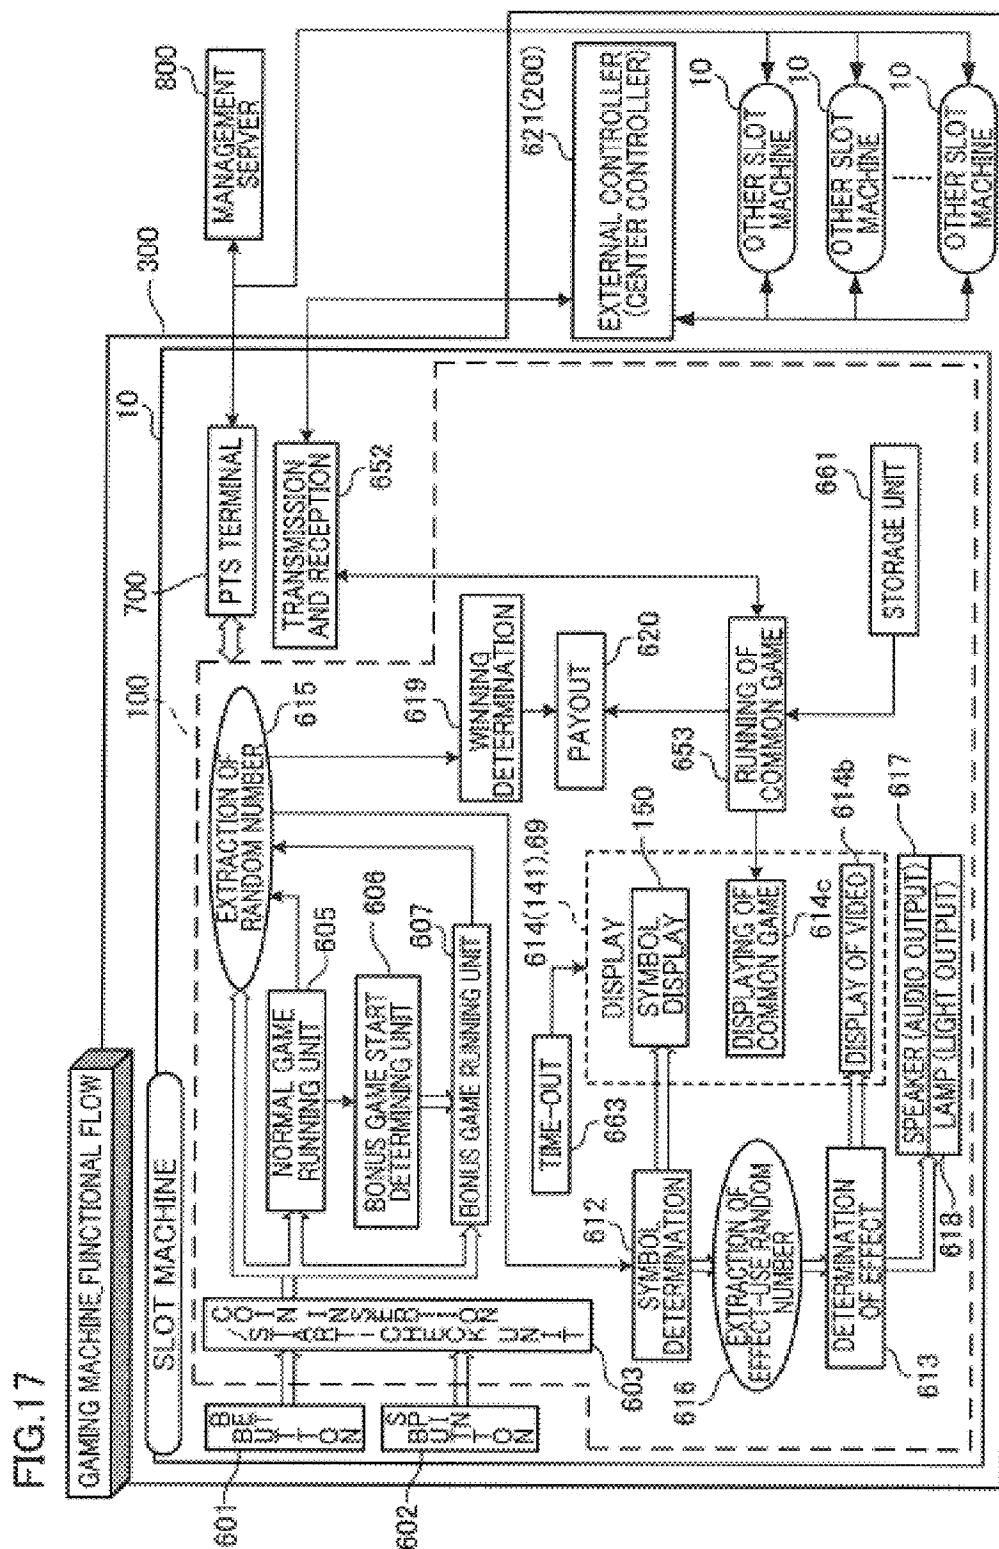 FIG.17
GAMING MACHINE_FUNCTIONAL FLOW
SLOT MACHINE
300
10
100
700
PTS TERMINAL
800
MANAGEMENT
SERVER
601
BET
BUTTON
602
SPIN
BUTTON
603
COIN INSERTION
/START-CHECK UNIT
NORMAL GAME
RUNNING UNIT
605
BONUS GAME START
DETERMINING UNIT
606
BONUS GAME RUNNING UNIT
607
EXTRACTION OF
RANDOM NUMBER
615
TRANSMISSION
AND RECEPTION
652
WINNING
DETERMINATION
619
PAYOUT
620
RUNNING OF
COMMON GAME
653
STORAGE UNIT
661
EXTERNAL CONTROLLER
(CENTER CONTROLLER)
621(200)
OTHER SLOT
MACHINE
10
OTHER SLOT
MACHINE
10
OTHER SLOT
MACHINE
10
TIME-OUT
663
614(141),69
DISPLAY
SYMBOL
DISPLAY
150
DISPLAYING OF
COMMON GAME
614c
DISPLAY OF VIDEO
614b
SYMBOL
DETERMINATION
612
EXTRACTION OF
EFFECT-USE RANDOM
NUMBER
616
DETERMINATION
OF EFFECT
613
SPEAKER (AUDIO OUTPUT)
617
LAMP (LIGHT OUTPUT)
618